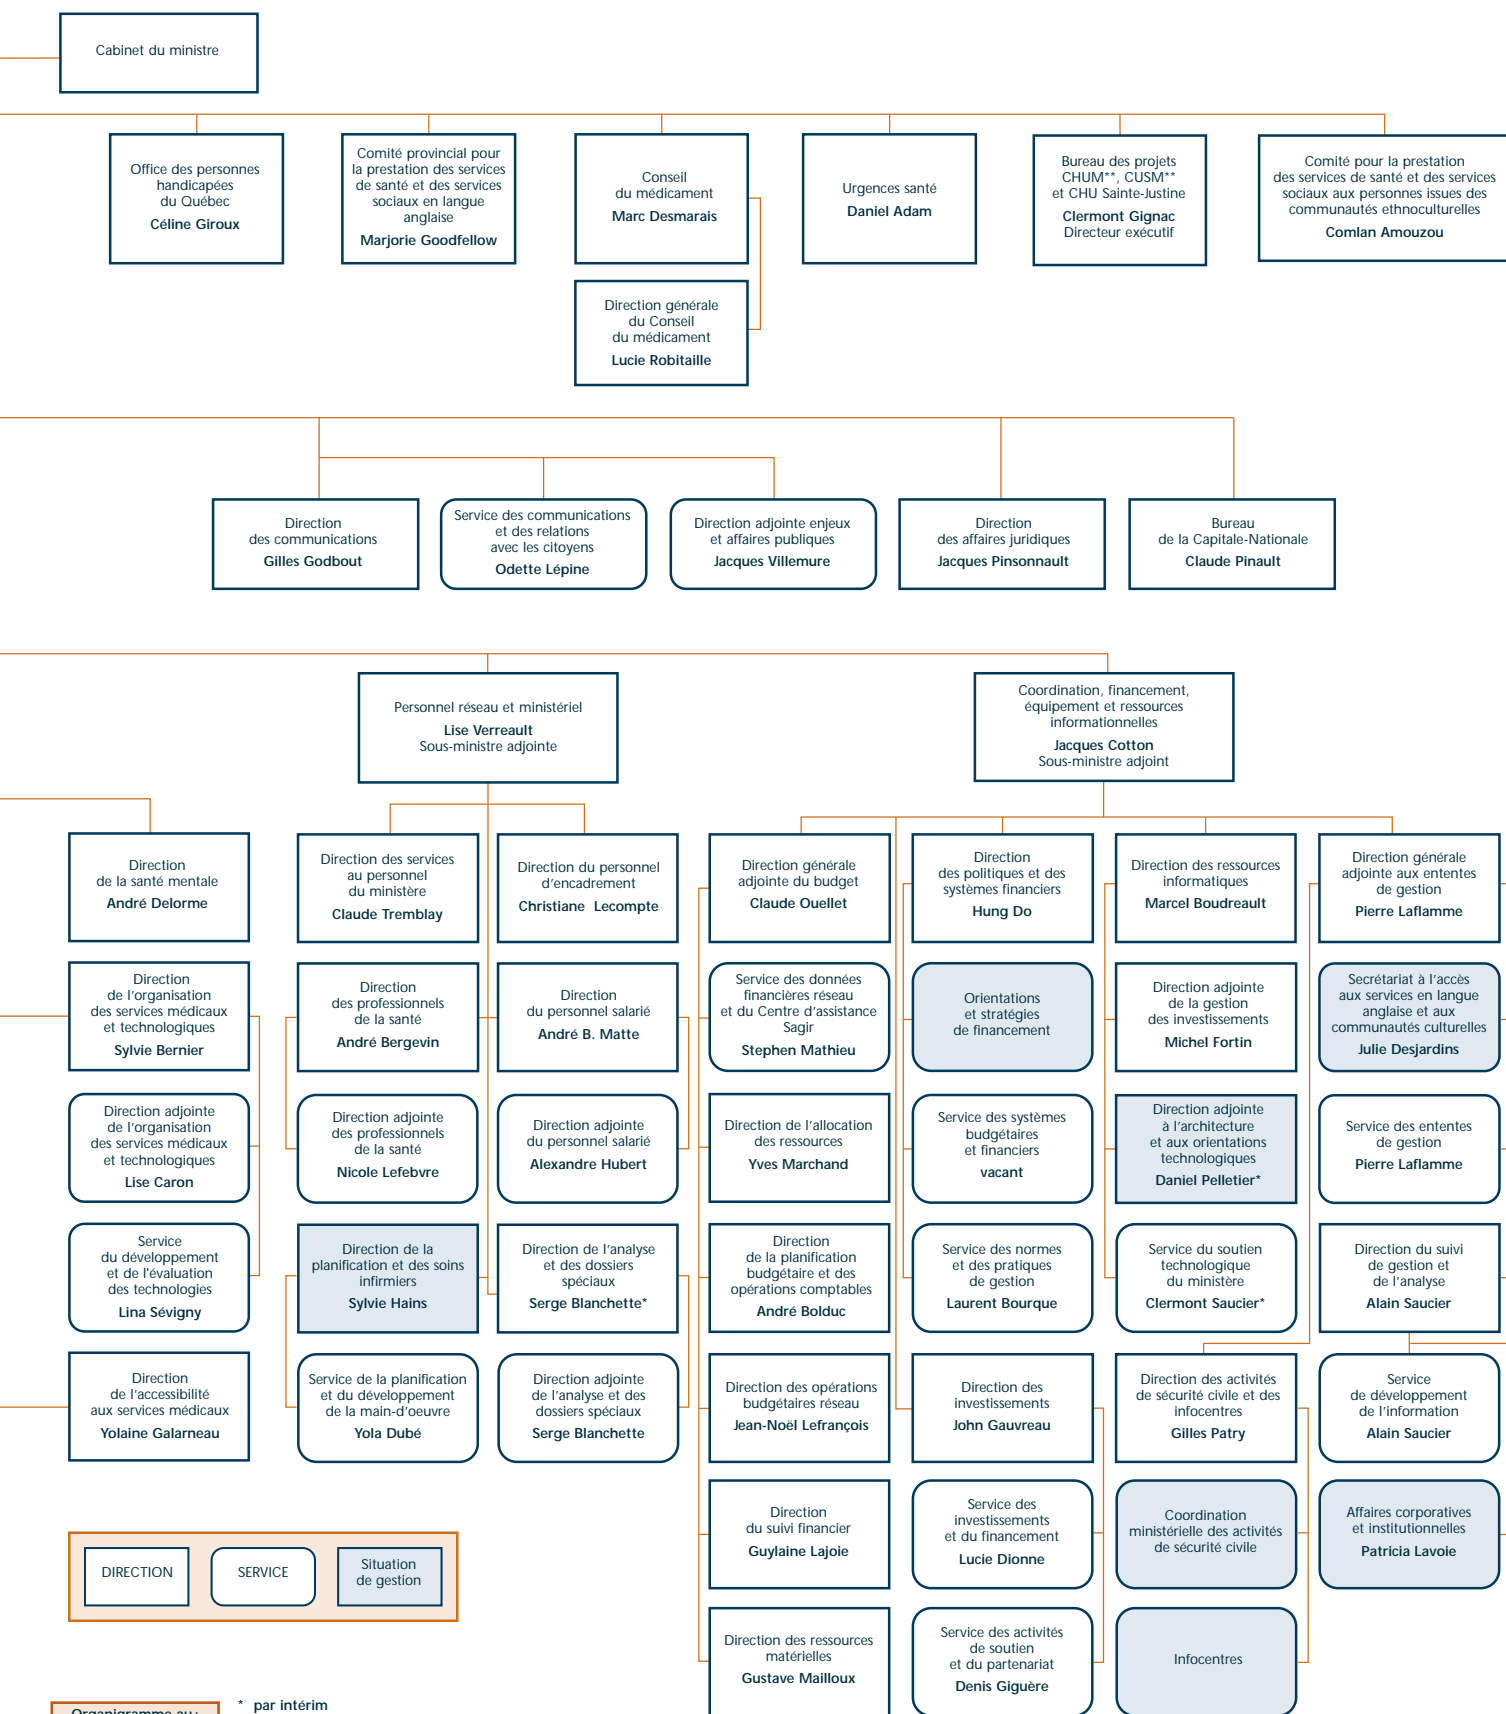 Cabinet du ministre
Office des personnes
handicapées
du Québec
Céline Giroux
Comité provincial pour
la prestation des services
de santé et des services
sociaux en langue
anglaise
Marjorie Goodfellow
Conseil
du médicament
Marc Desmarais
Urgences santé
Daniel Adam
Bureau des projets
CHUM**, CUSM**
et CHU Sainte-Justine
Clermont Gignac
Directeur exécutif
Comité pour la prestation
des services de santé et des services
sociaux aux personnes issues des
communautés ethnoculturelles
Comlan Amouzou
Direction générale
du Conseil
du médicament
Lucie Robitaille
Direction
des communications
Gilles Godbout
Service des communications
et des relations
avec les citoyens
Odette Lépine
Direction adjointe enjeux
et affaires publiques
Jacques Villemure
Direction
des affaires juridiques
Jacques Pinsonnault
Bureau
de la Capitale-Nationale
Claude Pinault
Personnel réseau et ministériel
Lise Verreault
Sous-ministre adjointe
Coordination, financement,
équipement et ressources
informationnelles
Jacques Cotton
Sous-ministre adjoint
Direction
de la santé mentale
André Delorme
Direction des services
au personnel
du ministère
Claude Tremblay
Direction du personnel
d'encadrement
Christiane Lecompte
Direction générale
adjointe du budget
Claude Ouellet
Direction
des politiques et des
systèmes financiers
Hung Do
Direction des ressources
informatiques
Marcel Boudreault
Direction générale
adjointe aux ententes
de gestion
Pierre Laflamme
Direction
de l'organisation
des services médicaux
et technologiques
Sylvie Bernier
Direction
des professionnels
de la santé
André Bergevin
Direction
du personnel salarié
André B. Matte
Service des données
financières réseau
et du Centre d'assistance
Sagir
Stephen Mathieu
Orientations
et stratégies
de financement
Direction adjointe
de la gestion
des investissements
Michel Fortin
Secrétariat à l'accès
aux services en langue
anglaise et aux
communautés culturelles
Julie Desjardins
Direction adjointe
de l'organisation
des services médicaux
et technologiques
Lise Caron
Direction adjointe
des professionnels
de la santé
Nicole Lefebvre
Direction adjointe
du personnel salarié
Alexandre Hubert
Direction de l'allocation
des ressources
Yves Marchand
Service des systèmes
budgétaires
et financiers
vacant
Direction adjointe
à l'architecture
et aux orientations
technologiques
Daniel Pelletier*
Service des ententes
de gestion
Pierre Laflamme
Service
du développement
et de l'évaluation
des technologies
Lina Sévigny
Direction de la
planification et des soins
infirmiers
Sylvie Hains
Direction de l'analyse
et des dossiers
spéciaux
Serge Blanchette*
Direction
de la planification
budgétaire et des
opérations comptables
André Bolduc
Service des normes
et des pratiques
de gestion
Laurent Bourque
Service du soutien
technologique
du ministère
Clermont Saucier*
Direction du suivi
de gestion et
de l'analyse
Alain Saucier
Direction
de l'accessibilité
aux services médicaux
Yolaine Galarneau
Service de la planification
et du développement
de la main-d'oeuvre
Yola Dubé
Direction adjointe
de l'analyse et des
dossiers spéciaux
Serge Blanchette
Direction des opérations
budgétaires réseau
Jean-Noël Lefrançois
Direction des
investissements
John Gauvreau
Direction des activités
de sécurité civile et des
infocentres
Gilles Patry
Service
de développement
de l'information
Alain Saucier
Direction
du suivi financier
Guylaine Lajoie
Service des
investissements
et du financement
Lucie Dionne
Coordination
ministérielle des activités
de sécurité civile
Affaires corporatives
et institutionnelles
Patricia Lavoie
DIRECTION
SERVICE
Situation
de gestion
Direction des ressources
matérielles
Gustave Mailloux
Service des activités
de soutien
et du partenariat
Denis Giguère
Infocentres
Organigramme au :
* par intérim